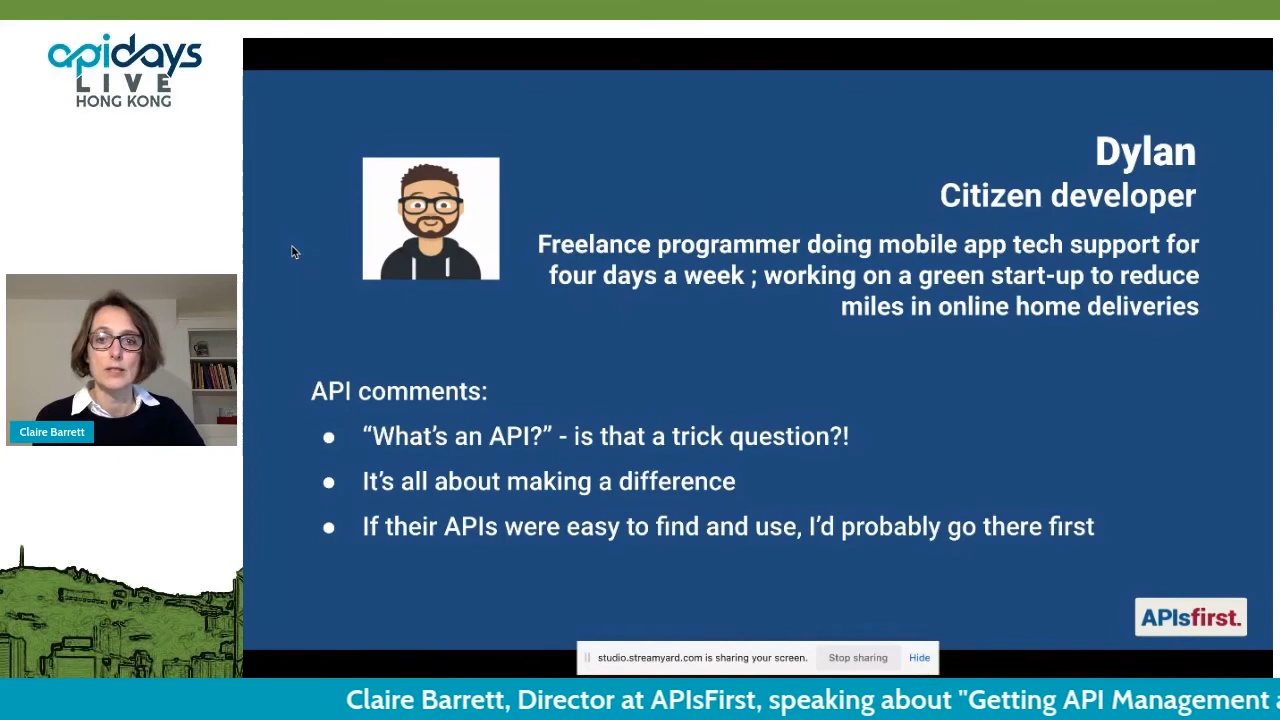 apidays
LIVE
HONG KONG
Dylan
Citizen developer
Freelance programmer doing mobile app tech support for
four days a week ; working on a green start-up to reduce
miles in online home deliveries
API comments:
● “What’s an API?” - is that a trick question?!
● It’s all about making a difference
● If their APIs were easy to find and use, I’d probably go there first
Claire Barrett
APIsfirst.
studio.streamyard.com is sharing your screen. Stop sharing Hide
Claire Barrett, Director at APIsFirst, speaking about "Getting API Management a